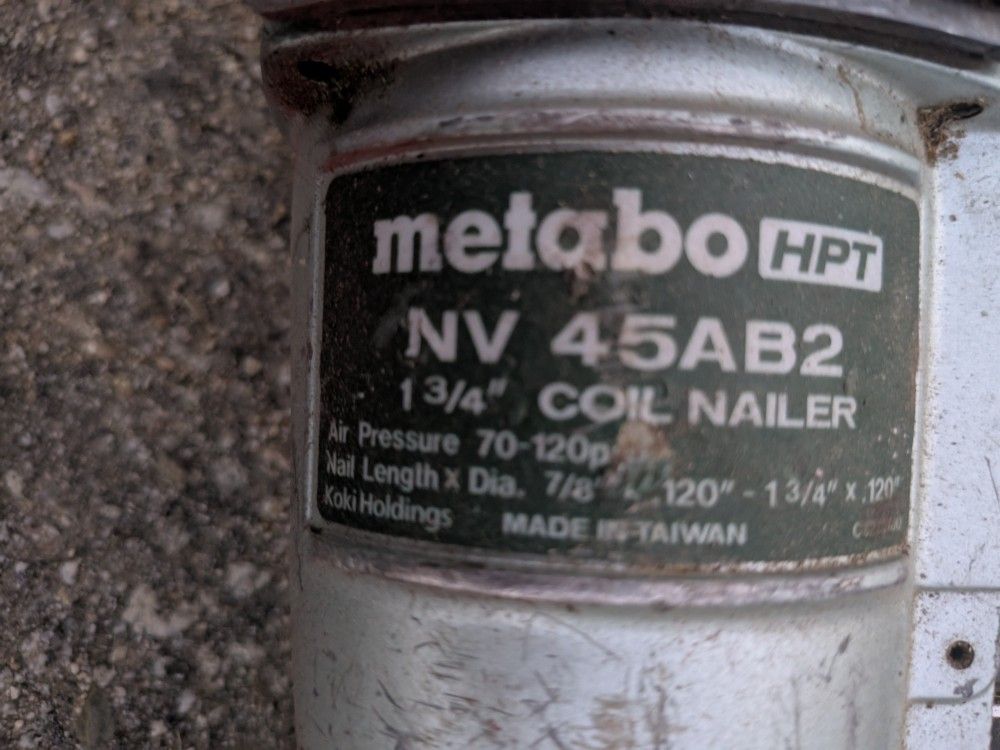 metabo HPT
NV 45AB2
1 3/4" COIL NAILER
Air Pressure 70-120p
Nail Length x Dia. 7/8" .120" - 1 3/4" x .120"
Koki Holdings MADE IN TAIWAN